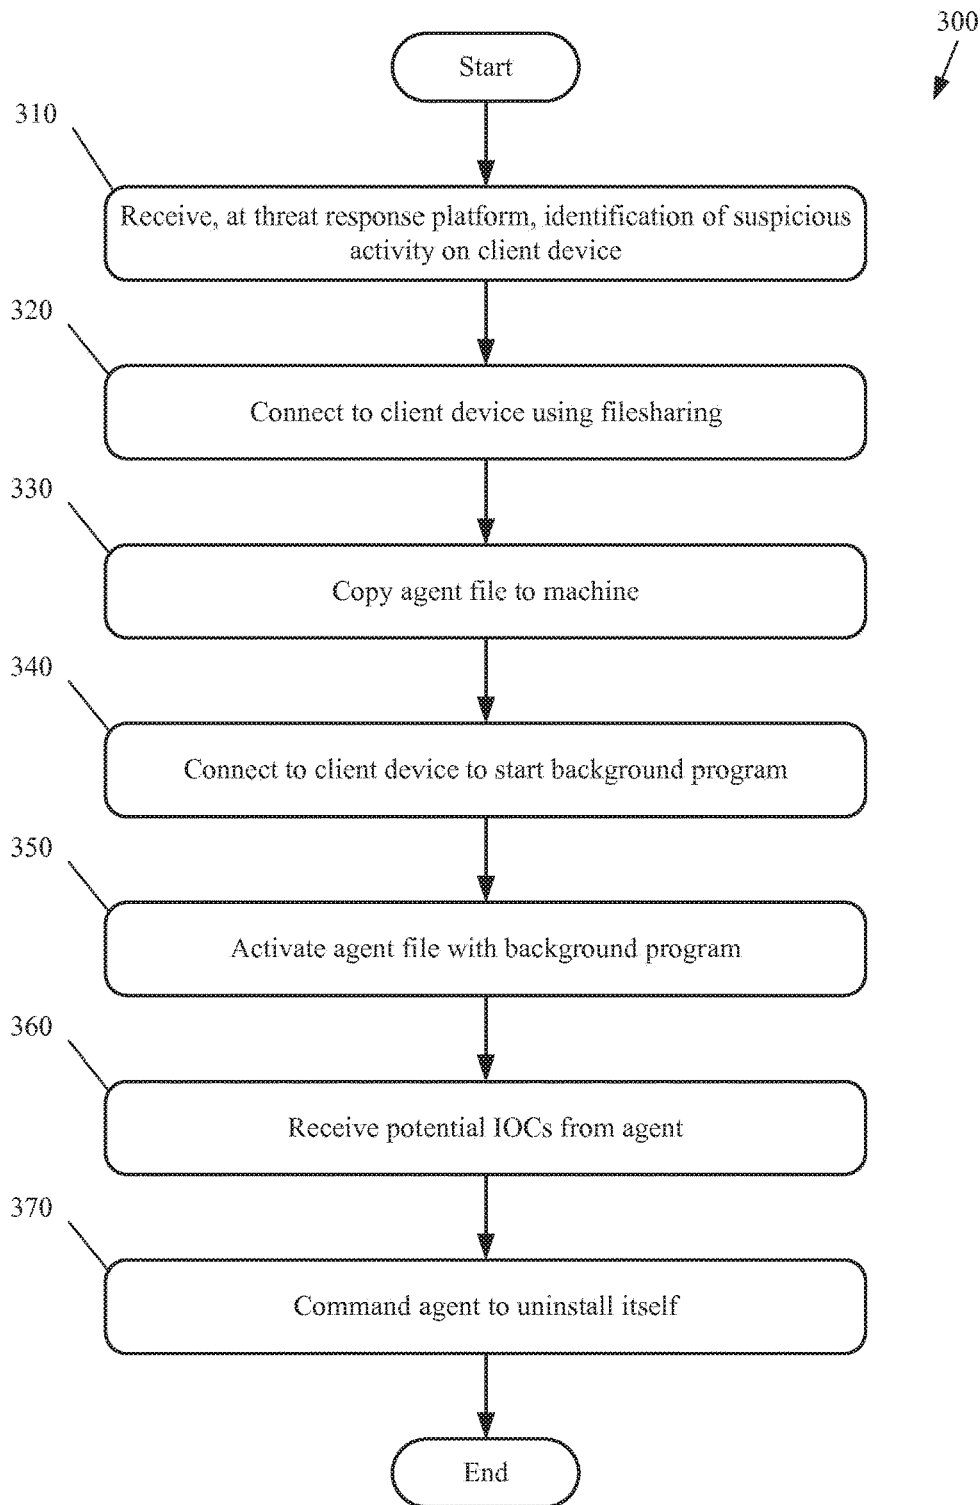 300
Start
310
Receive, at threat response platform, identification of suspicious
activity on client device
320
Connect to client device using filesharing
330
Copy agent file to machine
340
Connect to client device to start background program
350
Activate agent file with background program
360
Receive potential IOCs from agent
370
Command agent to uninstall itself
End